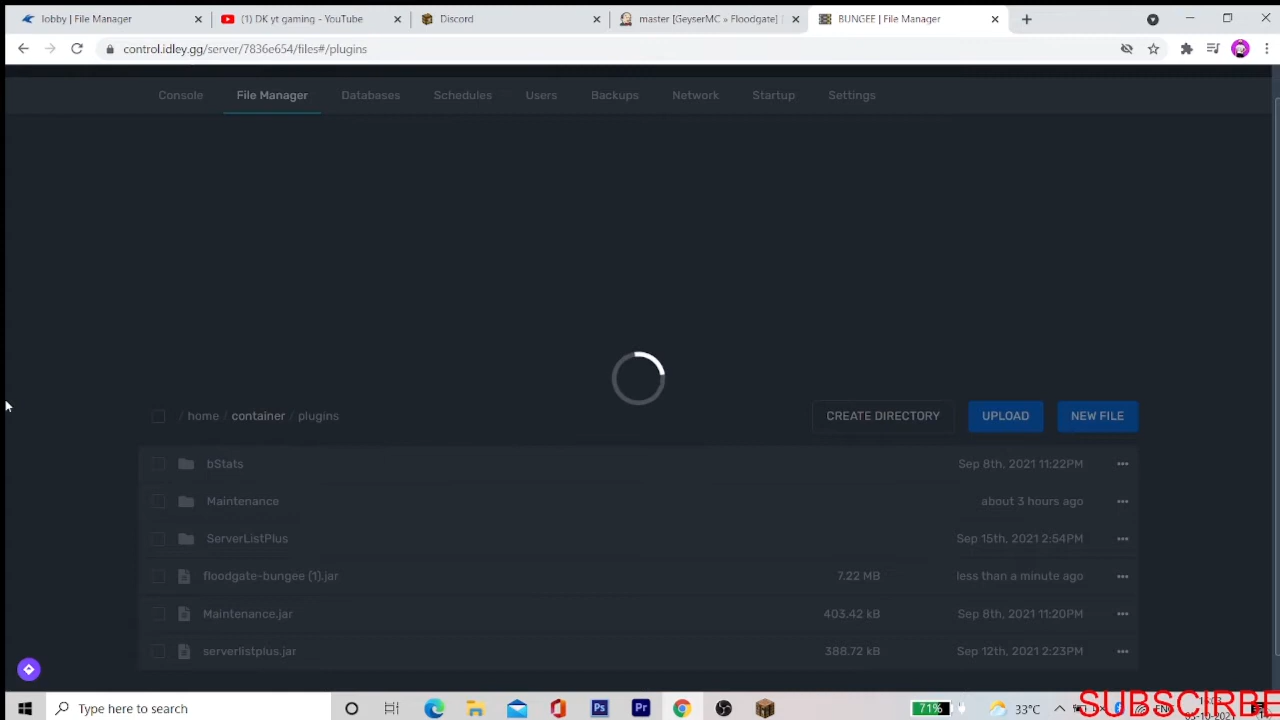 lobby | File Manager
(1) DK yt gaming - YouTube
Discord
master [GeyserMC » Floodgate]
BUNGEE | File Manager
control.idley.gg/server/7836e654/files#/plugins
Console File Manager Databases Schedules Users Backups Network Startup Settings
/ home / container / plugins
CREATE DIRECTORY UPLOAD NEW FILE
bStats Sep 8th, 2021 11:22PM
Maintenance about 3 hours ago
ServerListPlus Sep 15th, 2021 2:54PM
floodgate-bungee (1).jar 7.22 MB less than a minute ago
Maintenance.jar 403.42 kB Sep 8th, 2021 11:20PM
serverlistplus.jar 388.72 kB Sep 12th, 2021 2:23PM
Type here to search
Ps
Pr
71%
33°C
SUBSCIRBE